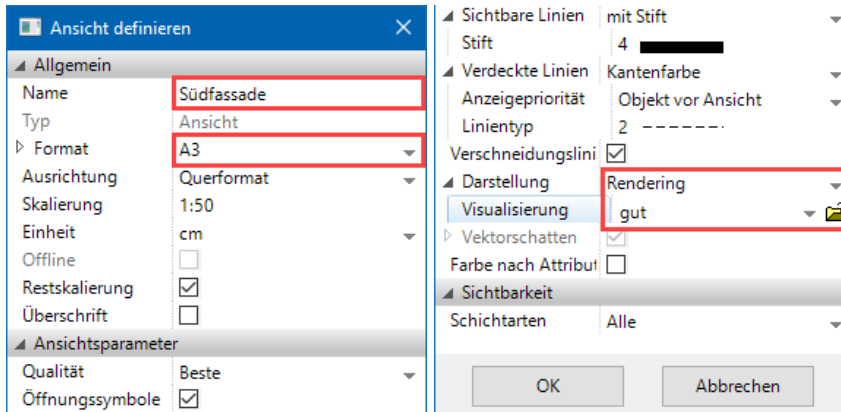 Ansicht definieren
Allgemein
Name Südfassade
Typ Ansicht
Format A3
Ausrichtung Querformat
Skalierung 1:50
Einheit cm
Offline
Restskalierung
Überschrift
Ansichtsparameter
Qualität Beste
Öffnungssymbole
Sichtbare Linien mit Stift
Stift 4
Verdeckte Linien Kantenfarbe
Anzeigepriorität Objekt vor Ansicht
Linientyp 2
Verschneidungslini
Darstellung Rendering
Visualisierung gut
Vektorschatten
Farbe nach Attribut
Sichtbarkeit
Schichtarten Alle
OK Abbrechen